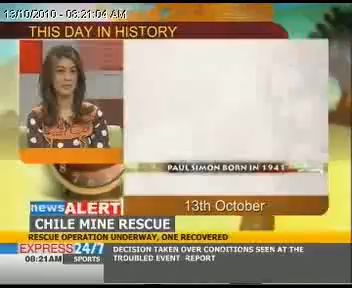 13/10/2010 - 08:21:04 AM
THIS DAY IN HISTORY
PAUL SIMON BORN IN 1941
13th October
news ALERT
CHILE MINE RESCUE
RESCUE OPERATION UNDERWAY, ONE RECOVERED
EXPRESS 24/7
08:21AM SPORTS
DECISION TAKEN OVER CONDITIONS SEEN AT THE
TROUBLED EVENT REPORT